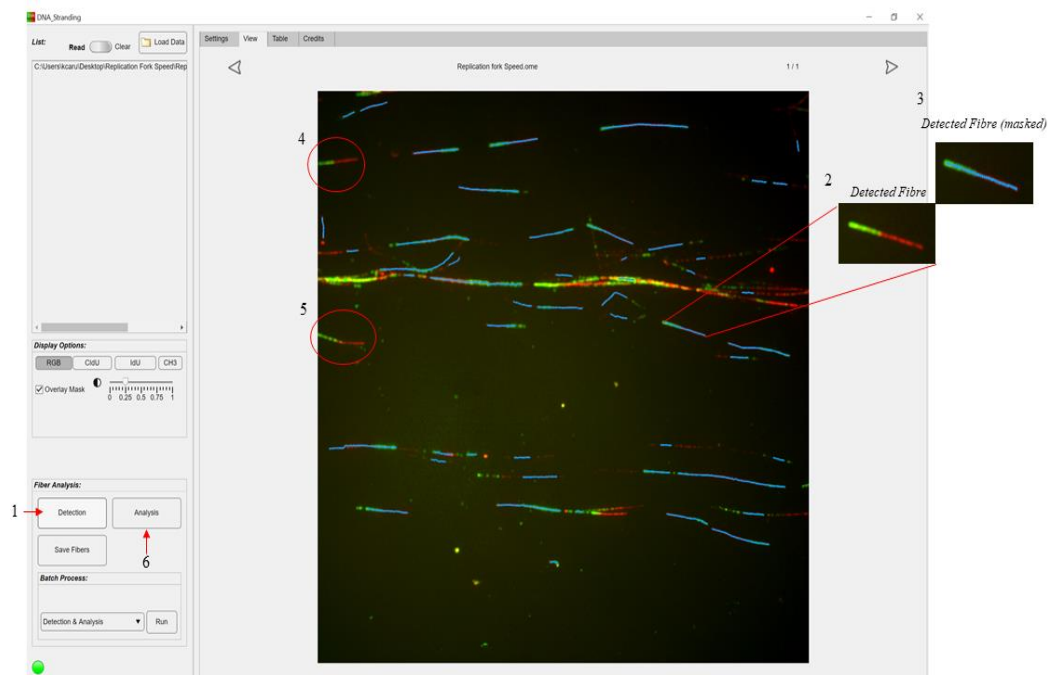 DNA_Stranding
List:
Read
Clear
Load Data
Settings
View
Table
Credits
C:\Users\kcaru\Desktop\Replication Fork Speed\Rep
Replication fork Speed.ome
1 / 1
3
Detected Fibre (masked)
4
2
Detected Fibre
5
Display Options:
RGB
CldU
IdU
CH3
Overlay Mask
0 0.25 0.5 0.75 1
Fiber Analysis:
1
Detection
Analysis
Save Fibers
6
Batch Process:
Detection & Analysis
Run